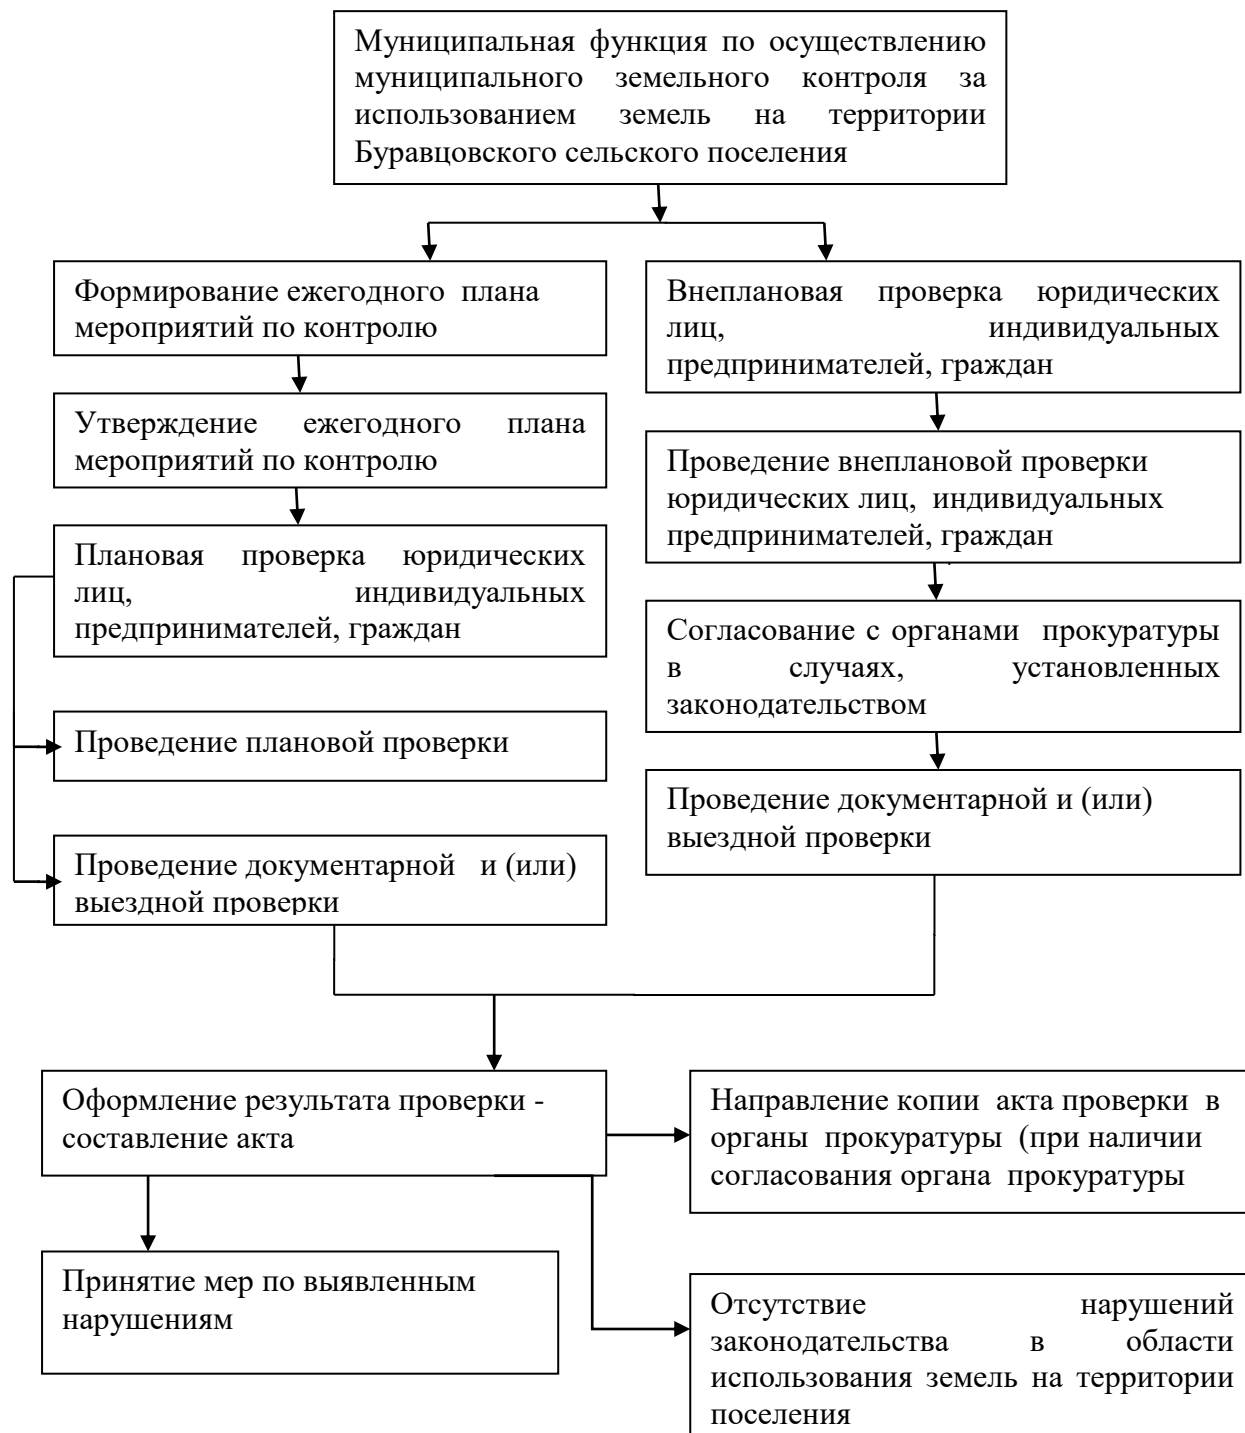 Муниципальная функция по осуществлению
муниципального земельного контроля за
использованием земель на территории
Буравцовского сельского поселения
Формирование ежегодного плана
мероприятий по контролю
Утверждение ежегодного плана
мероприятий по контролю
Плановая проверка юридических
лиц, индивидуальных
предпринимателей, граждан
Проведение плановой проверки
Проведение документарной и (или)
выездной проверки
Внеплановая проверка юридических
лиц, индивидуальных
предпринимателей, граждан
Проведение внеплановой проверки
юридических лиц, индивидуальных
предпринимателей, граждан
Согласование с органами прокуратуры
в случаях, установленных
законодательством
Проведение документарной и (или)
выездной проверки
Оформление результата проверки -
составление акта
Направление копии акта проверки в
органы прокуратуры (при наличии
согласования органа прокуратуры
Принятие мер по выявленным
нарушениям
Отсутствие нарушений
законодательства в области
использования земель на территории
поселения